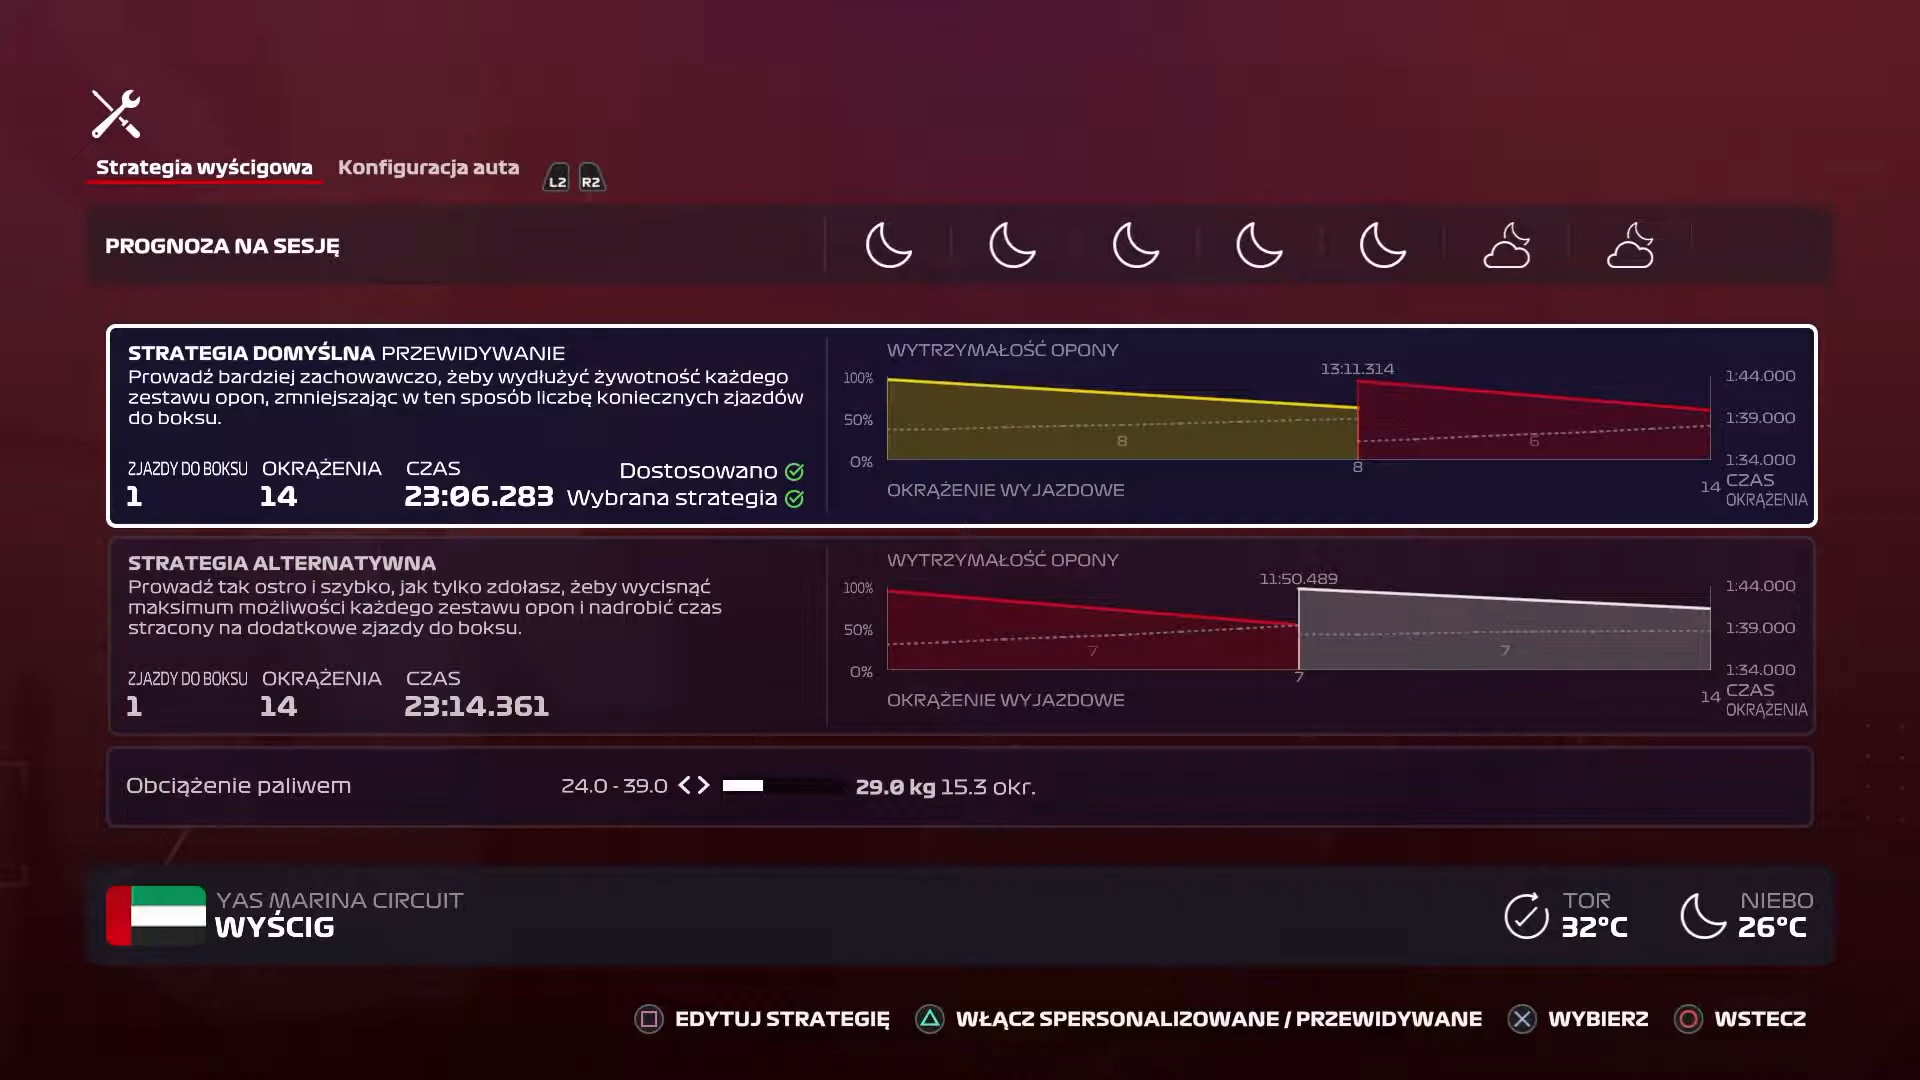 Strategia wyścigowa Konfiguracja auta L2 R2
PROGNOZA NA SESJĘ
STRATEGIA DOMYŚLNA PRZEWIDYWANIE
Prowadź bardziej zachowawczo, żeby wydłużyć żywotność każdego
zestawu opon, zmniejszając w ten sposób liczbę koniecznych zjazdów
do boksu.
ZJAZDY DO BOKSU OKRĄŻENIA CZAS
1 14 23:06.283
Dostosowano
Wybrana strategia
WYTRZYMAŁOŚĆ OPONY
13:11.314
100%
50%
0%
8
6
8
1:44.000
1:39.000
1:34.000
OKRĄŻENIE WYJAZDOWE
14 CZAS
OKRĄŻENIA
STRATEGIA ALTERNATYWNA
Prowadź tak ostro i szybko, jak tylko zdołasz, żeby wycisnąć
maksimum możliwości każdego zestawu opon i nadrobić czas
stracony na dodatkowe zjazdy do boksu.
ZJAZDY DO BOKSU OKRĄŻENIA CZAS
1 14 23:14.361
WYTRZYMAŁOŚĆ OPONY
11:50.489
100%
50%
0%
7
7
7
1:44.000
1:39.000
1:34.000
OKRĄŻENIE WYJAZDOWE
14 CZAS
OKRĄŻENIA
Obciążenie paliwem 24.0 - 39.0 29.0 kg 15.3 okr.
YAS MARINA CIRCUIT
WYŚCIG
TOR
32°C
NIEBO
26°C
EDYTUJ STRATEGIĘ WŁĄCZ SPERSONALIZOWANE / PRZEWIDYWANE WYBIERZ WSTECZ